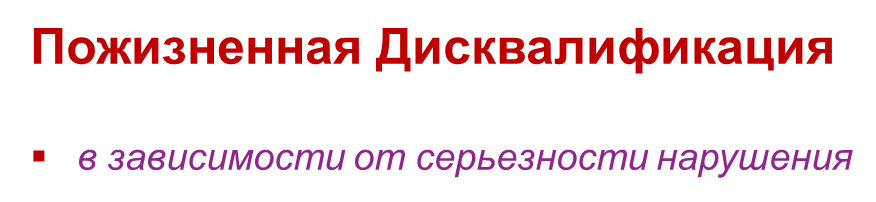 Пожизненная Дисквалификация
▪ в зависимости от серьезности нарушения